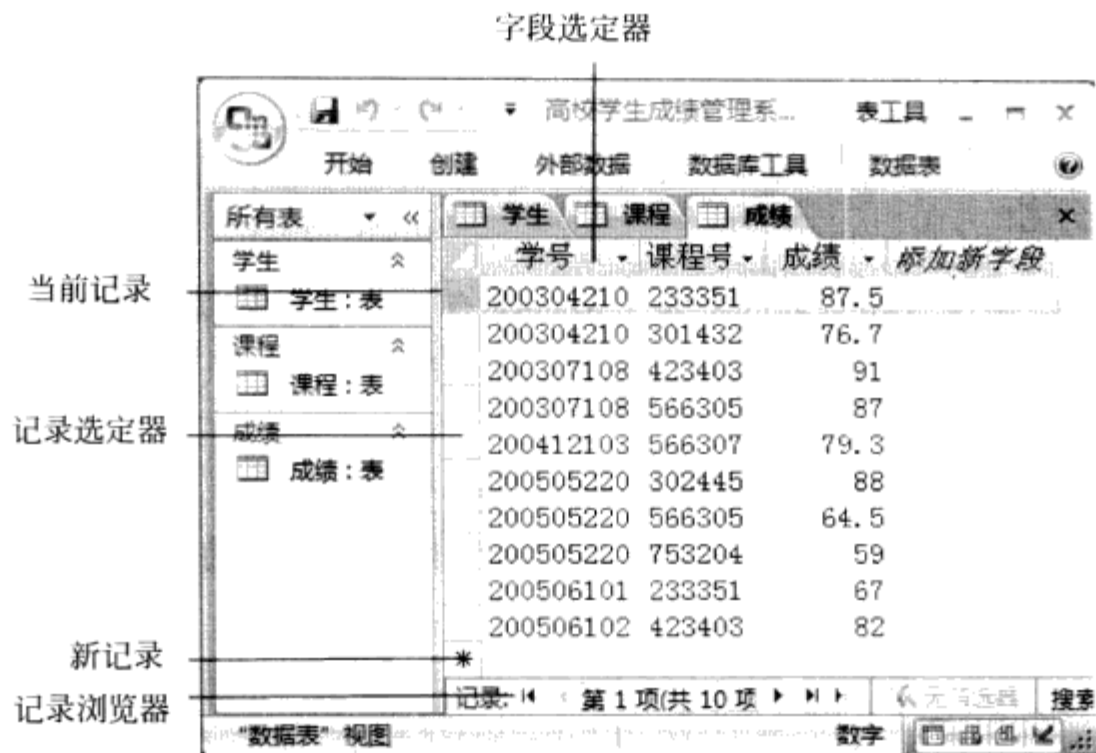 字段选定器
高校学生成绩管理系... 表工具
开始 创建 外部数据 数据库工具 数据表
所有表 学生 课程 成绩
学号 课程号 成绩 添加新字段
学生
学生:表
课程
课程:表
成绩
成绩:表
当前记录
记录选定器
新记录
记录浏览器
200304210 233351 87.5
200304210 301432 76.7
200307108 423403 91
200307108 566305 87
200412103 566307 79.3
200505220 302445 88
200505220 566305 64.5
200505220 753204 59
200506101 233351 67
200506102 423403 82
*
记录: 第 1 项(共 10 项 无筛选器 搜索
"数据表" 视图 数字